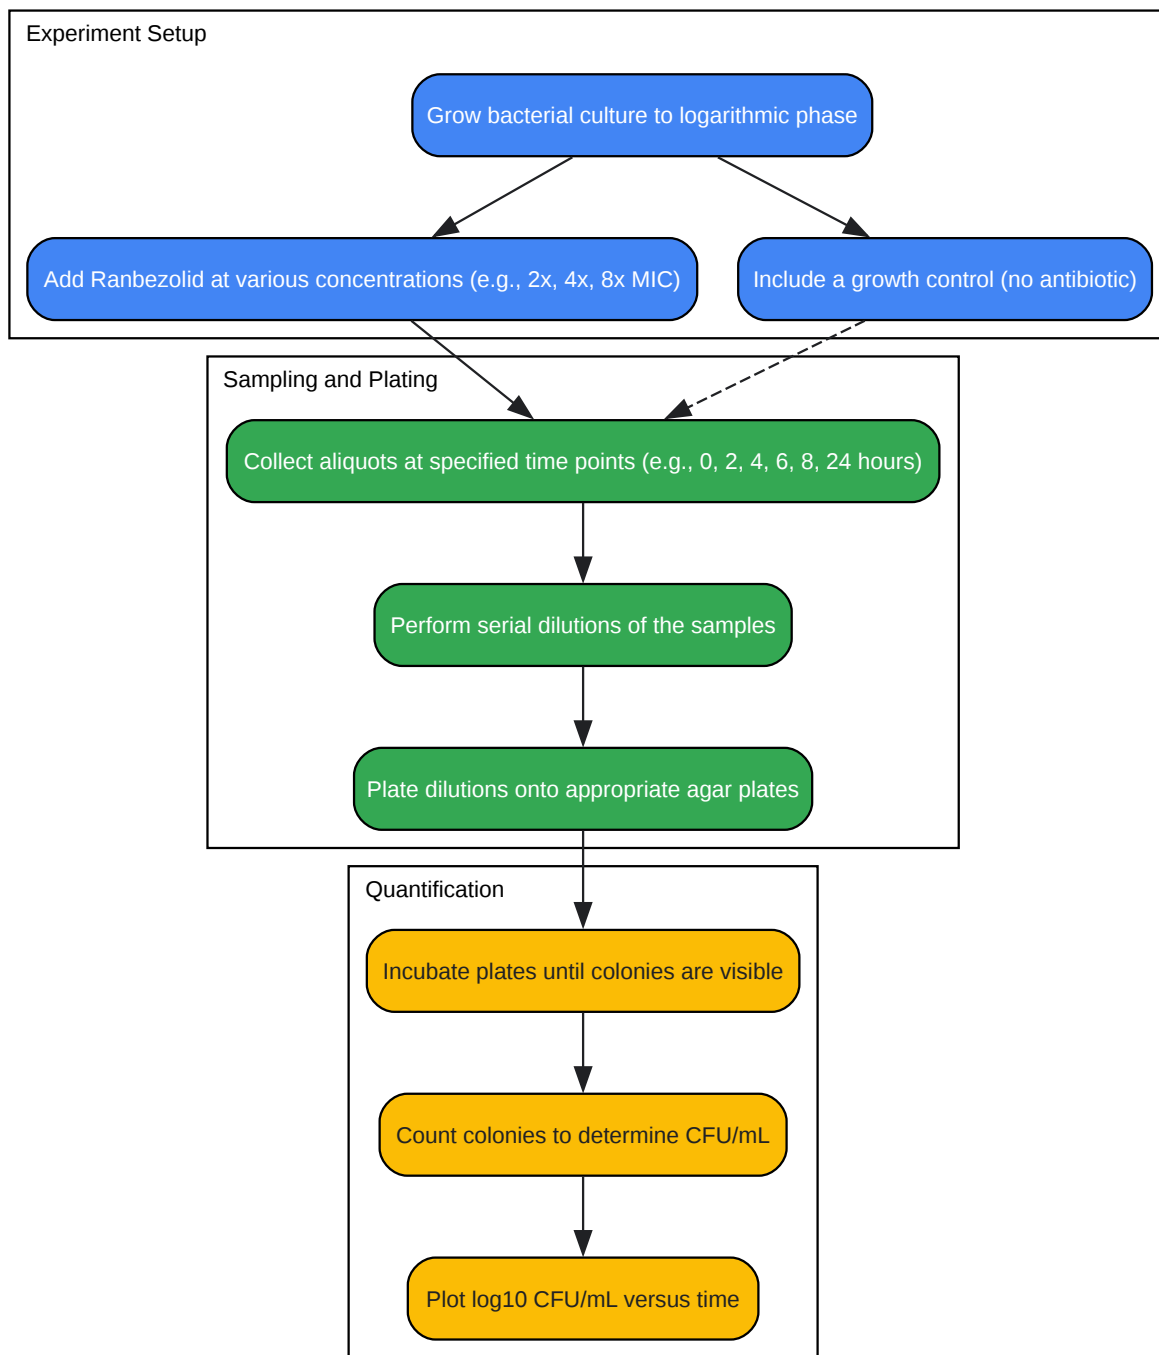 Experiment Setup
Grow bacterial culture to logarithmic phase
Add Ranbezolid at various concentrations (e.g., 2x, 4x, 8x MIC)
Include a growth control (no antibiotic)
Sampling and Plating
Collect aliquots at specified time points (e.g., 0, 2, 4, 6, 8, 24 hours)
Perform serial dilutions of the samples
Plate dilutions onto appropriate agar plates
Quantification
Incubate plates until colonies are visible
Count colonies to determine CFU/mL
Plot log10 CFU/mL versus time